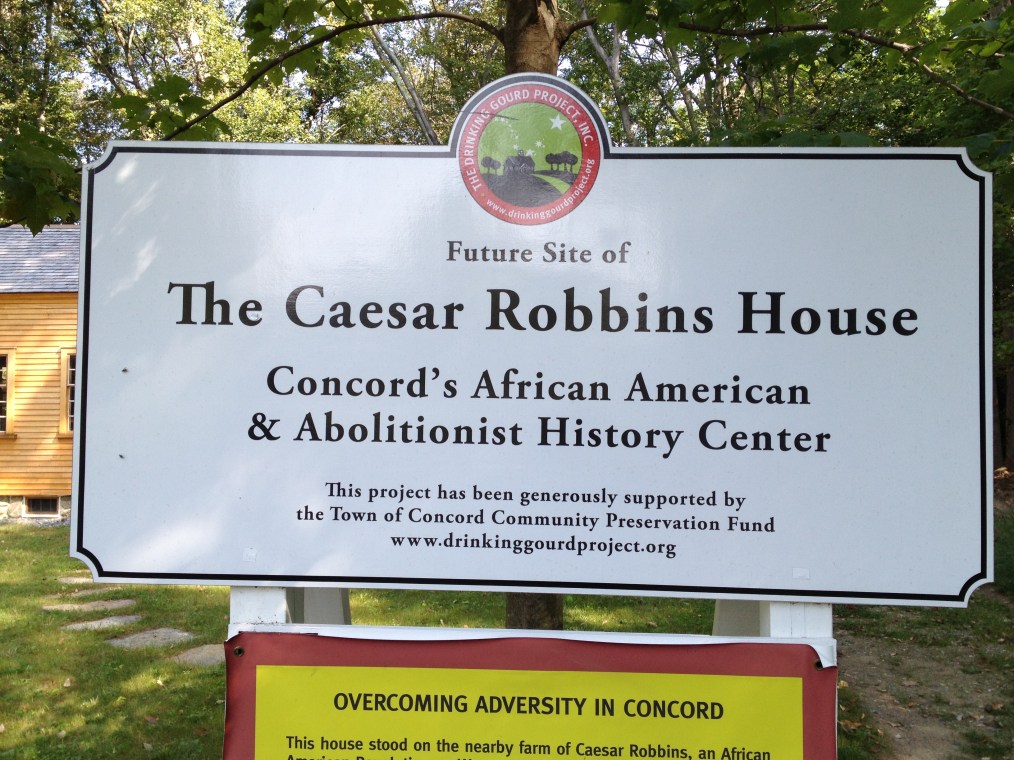 THE DRINKING GOURD PROJECT, INC.
www.drinkinggourdproject.org
Future Site of
The Caesar Robbins House
Concord's African American
& Abolitionist History Center
This project has been generously supported by
the Town of Concord Community Preservation Fund
www.drinkinggourdproject.org
OVERCOMING ADVERSITY IN CONCORD
This house stood on the nearby farm of Caesar Robbins, an African
American